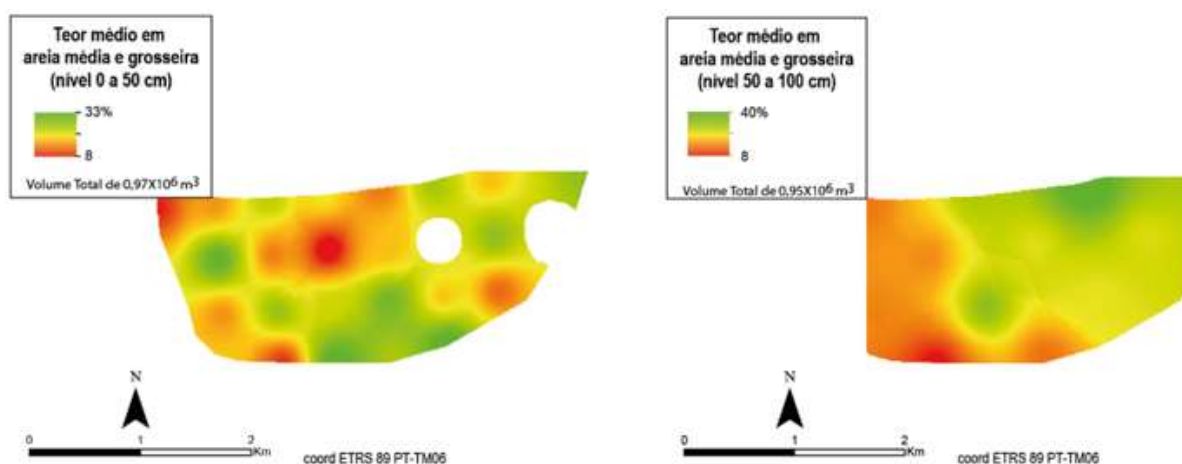 Teor médio em
areia média e grosseira
(nível 0 a 50 cm)
33%
8
Volume Total de 0,97X10⁶ m³
N
0 1 2
Km
coord ETRS 89 PT-TM06
Teor médio em
areia média e grosseira
(nível 50 a 100 cm)
40%
8
Volume Total de 0,95X10⁶ m³
N
0 1 2
Km
coord ETRS 89 PT-TM06